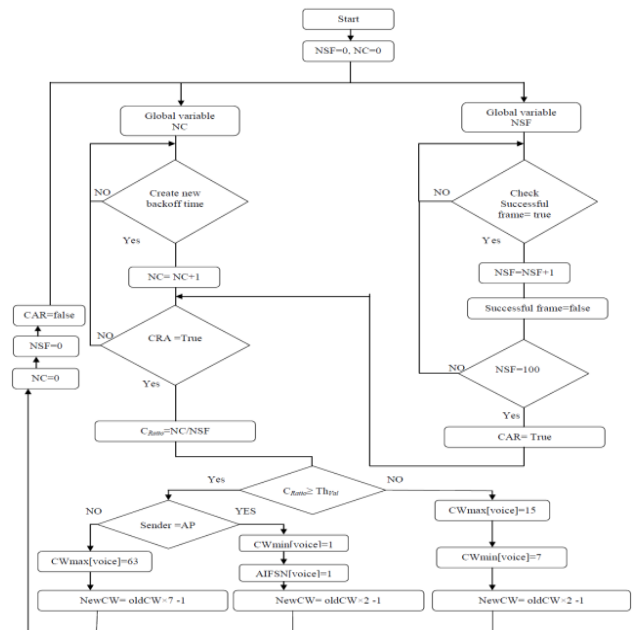 Start
NSF=0, NC=0
Global variable
NC
Global variable
NSF
NO
Create new
backoff time
Yes
NO
Check
Successful
frame= true
Yes
NC= NC+1
NSF=NSF+1
Successful frame=false
CAR=false
NSF=0
NC=0
NO
CRA =True
Yes
NO
NSF=100
Yes
CAR= True
CRatio=NC/NSF
Yes
CRatio≥ ThVal
NO
NO
Sender =AP
YES
CWmax[voice]=63
NewCW= oldCW×7 -1
CWmin[voice]=1
AIFSN[voice]=1
NewCW= oldCW×2 -1
CWmax[voice]=15
CWmin[voice]=7
NewCW= oldCW×2 -1